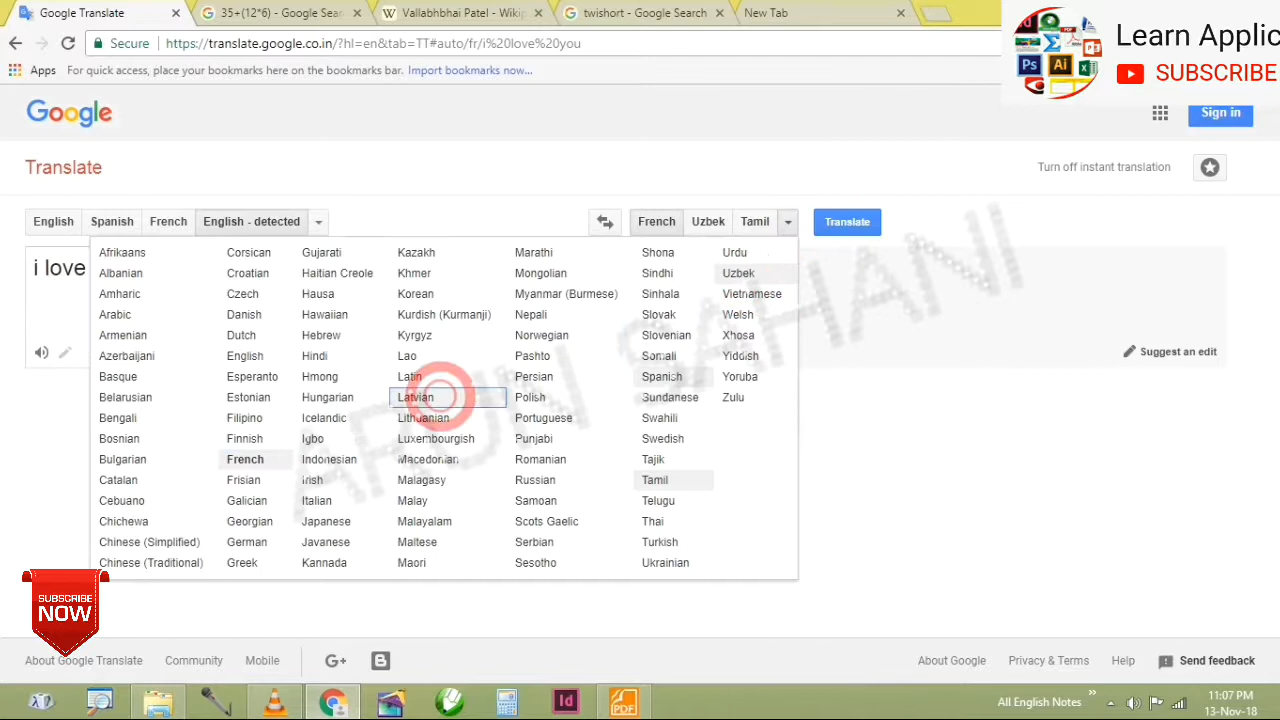 Google Translate
35+(12*6) - Google Search
Vallabhbhai Patel - Wikip
twishort - Google Search
New Tab
Secure
https://translate.google.co.in/?hl=en&tab=TT#auto/fr/i%20love%20you
Apps
For quick access, place your bookmarks here on the bookmarks bar. Import bookmarks now...
Learn Applic
SUBSCRIBE
Google
Sign in
Translate
Turn off instant translation
English Spanish French English - detected
French Uzbek Tamil
Translate
i love
Afrikaans Corsican Gujarati Kazakh Marathi Shona Urdu
Albanian Croatian Haitian Creole Khmer Mongolian Sindhi Uzbek
Amharic Czech Hausa Korean Myanmar (Burmese) Sinhala Vietnamese
Arabic Danish Hawaiian Kurdish (Kurmanji) Nepali Slovak Welsh
Armenian Dutch Hebrew Kyrgyz Norwegian Slovenian Xhosa
Azerbaijani English Hindi Lao Pashto Somali Yiddish
Basque Esperanto Hmong Latin Persian Spanish Yoruba
Belarusian Estonian Hungarian Latvian Polish Sundanese Zulu
Bengali Filipino Icelandic Lithuanian Portuguese Swahili
Bosnian Finnish Igbo Luxembourgish Punjabi Swedish
Bulgarian French Indonesian Macedonian Romanian Tajik
Catalan Frisian Irish Malagasy Russian Tamil
Cebuano Galician Italian Malay Samoan Telugu
Chichewa Georgian Japanese Malayalam Scots Gaelic Thai
Chinese (Simplified) German Javanese Maltese Serbian Turkish
Chinese (Traditional) Greek Kannada Maori Sesotho Ukrainian
Suggest an edit
SAHANI
SUBSCRIBE
NOW
About Google Translate Community Mobile
About Google Privacy & Terms Help Send feedback
All English Notes
11:07 PM
13-Nov-18